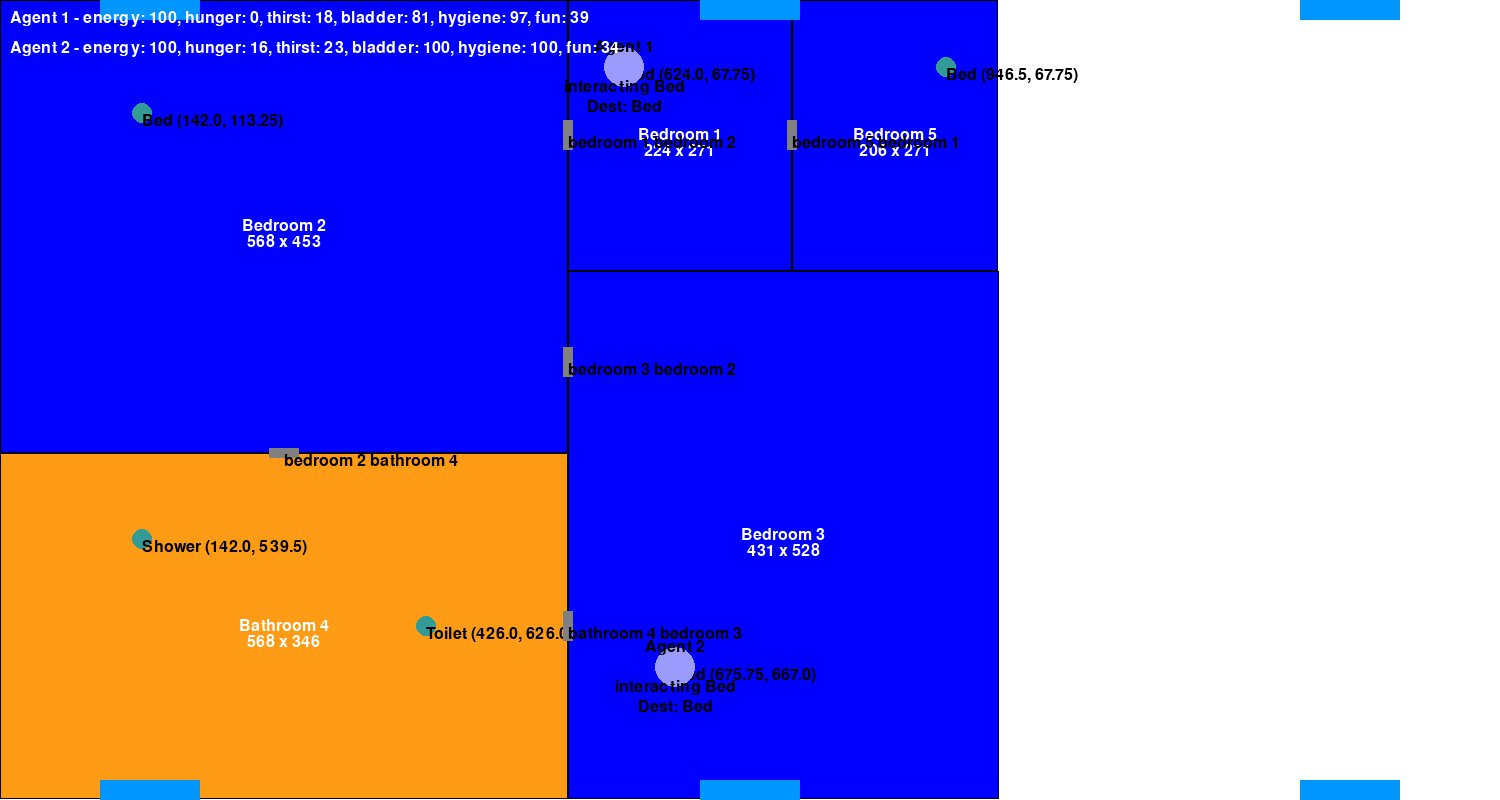 Agent 1 - energy: 100, hunger: 0, thirst: 18, bladder: 81, hygiene: 97, fun: 39
Agent 2 - energy: 100, hunger: 16, thirst: 23, bladder: 100, hygiene: 100, fun: 34
Agent 1
(624.0, 67.75)
interacting Bed
Dest: Bed
Bed (946.5, 67.75)
Bed (142.0, 113.25)
Bedroom 1
224 x 271
bedroom 1 bedroom 2
Bedroom 5
206 x 271
bedroom 5 bedroom 1
Bedroom 2
568 x 453
bedroom 3 bedroom 2
bedroom 2 bathroom 4
Shower (142.0, 539.5)
Bedroom 3
431 x 528
Bathroom 4
568 x 346
Toilet (426.0, 626.0
bathroom 4 bedroom 3
Agent 2
(675.75, 667.0)
interacting Bed
Dest: Bed